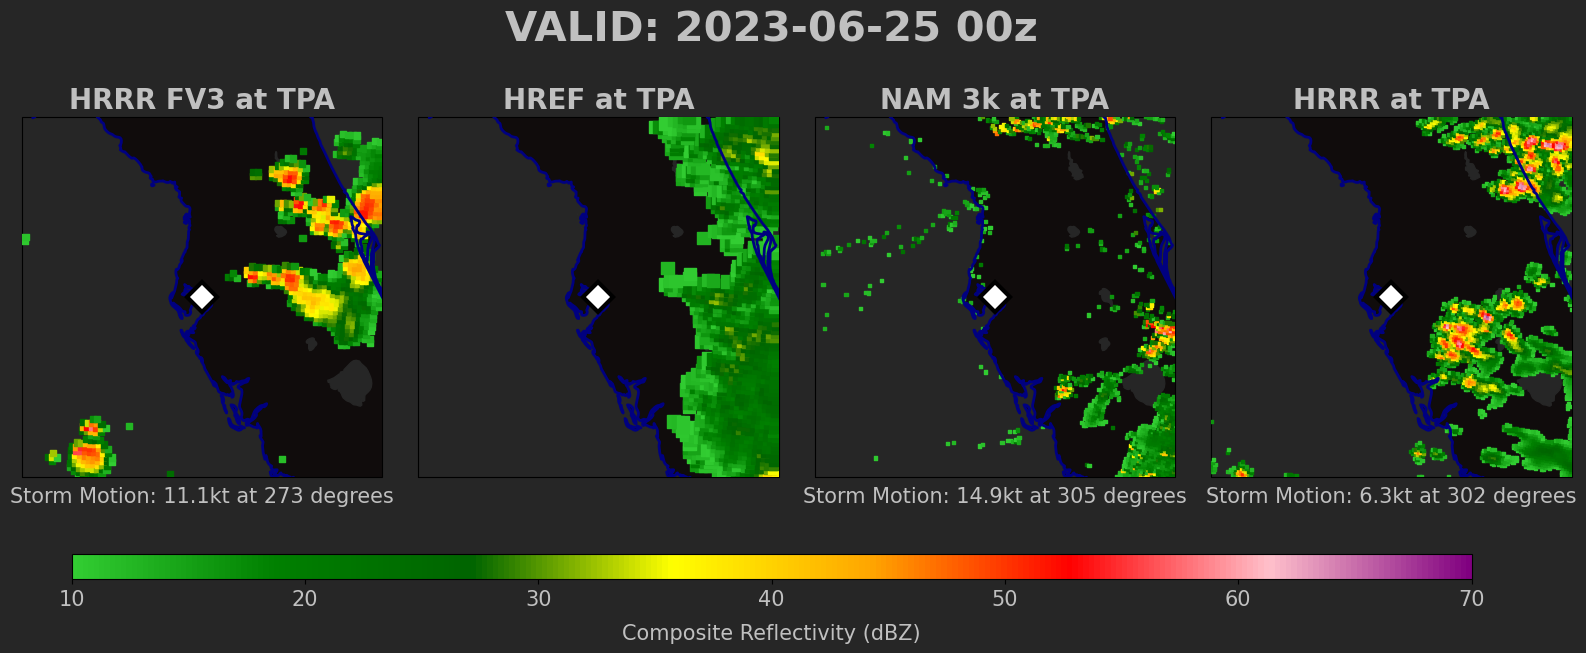 VALID: 2023-06-25 00z
HRRR FV3 at TPA
HREF at TPA
NAM 3k at TPA
HRRR at TPA
Storm Motion: 11.1kt at 273 degrees
Storm Motion: 14.9kt at 305 degrees
Storm Motion: 6.3kt at 302 degrees
10 20 30 40 50 60 70
Composite Reflectivity (dBZ)